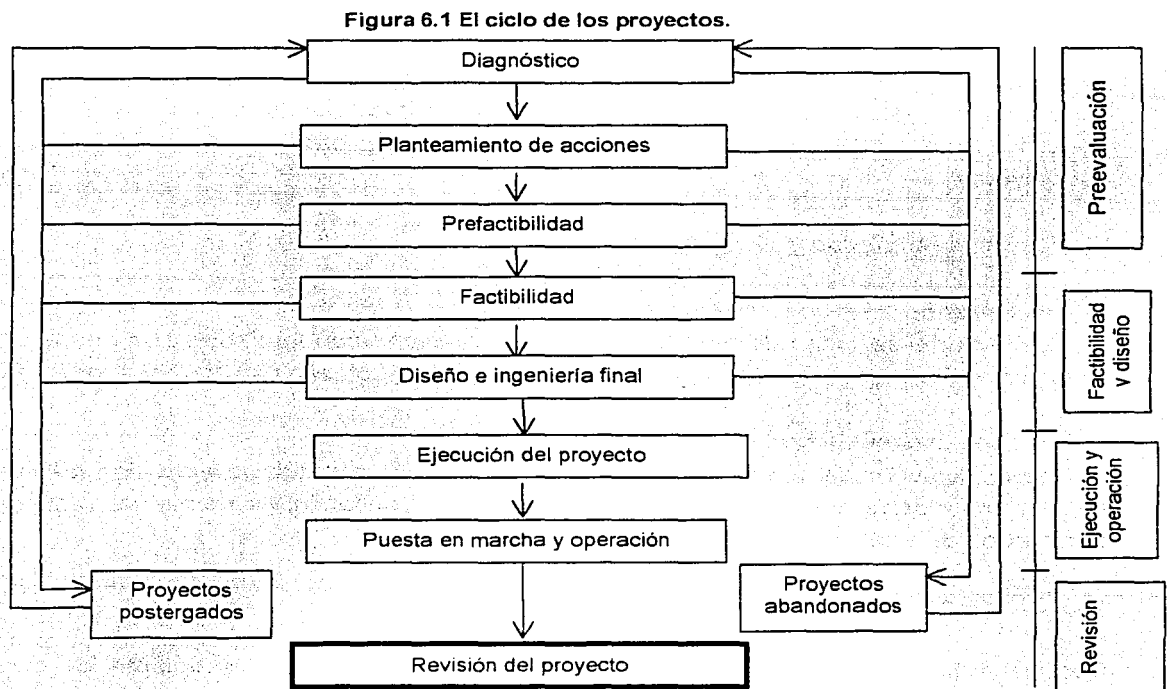 Figura 6.1 El ciclo de los proyectos.
Diagnóstico
Planteamiento de acciones
Prefactibilidad
Factibilidad
Diseño e ingeniería final
Ejecución del proyecto
Puesta en marcha y operación
Proyectos
postergados
Proyectos
abandonados
Revisión del proyecto
Preevaluación
Factibilidad
y diseño
Ejecución y
operación
Revisión